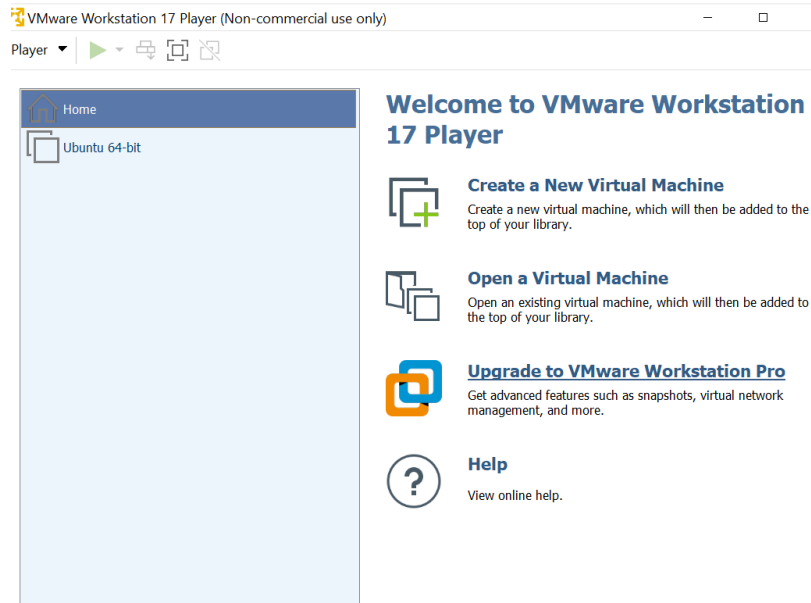 VMware Workstation 17 Player (Non-commercial use only)
Player
Home
Ubuntu 64-bit
Welcome to VMware Workstation
17 Player
Create a New Virtual Machine
Create a new virtual machine, which will then be added to the
top of your library.
Open a Virtual Machine
Open an existing virtual machine, which will then be added to
the top of your library.
Upgrade to VMware Workstation Pro
Get advanced features such as snapshots, virtual network
management, and more.
Help
View online help.